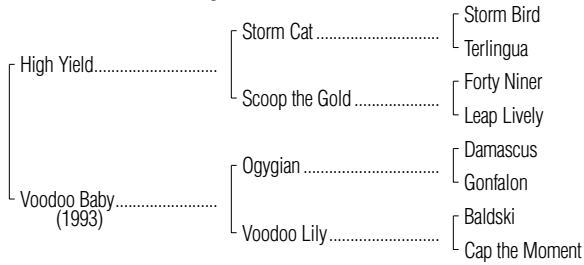 Storm Bird
Storm Cat ..............................
Terlingua
High Yield............................
Forty Niner
Scoop the Gold .....................
Leap Lively
Damascus
Ogygian .................................
Gonfalon
Voodoo Baby.......................
(1993)
Baldski
Voodoo Lily...........................
Cap the Moment